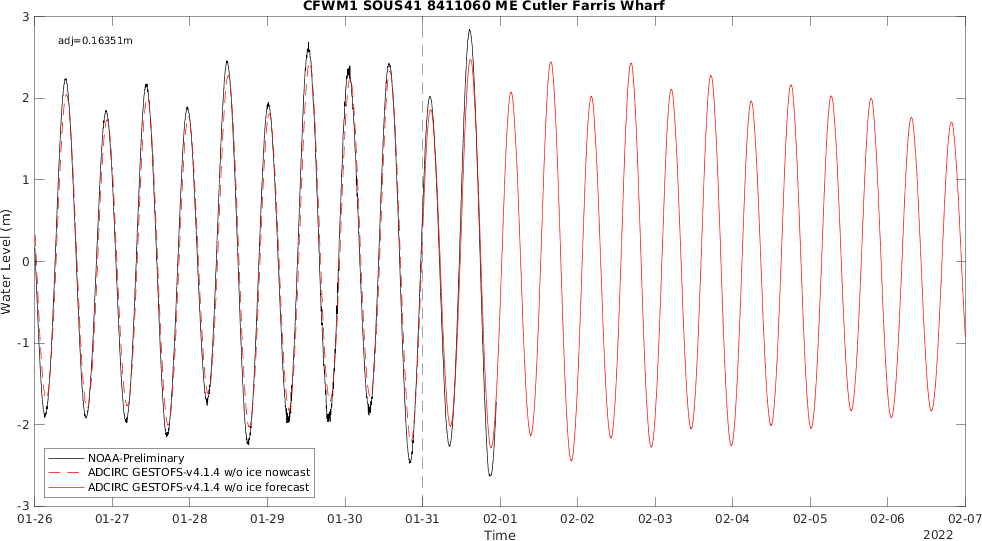 CFWM1 SOUS41 8411060 ME Cutler Farris Wharf
adj=0.16351m
3
2
1
0
-1
-2
-3
Water Level (m)
NOAA-Preliminary
ADCIRC GESTOFS-v4.1.4 w/o ice nowcast
ADCIRC GESTOFS-v4.1.4 w/o ice forecast
01-26 01-27 01-28 01-29 01-30 01-31 02-01 02-02 02-03 02-04 02-05 02-06 02-07
Time
2022